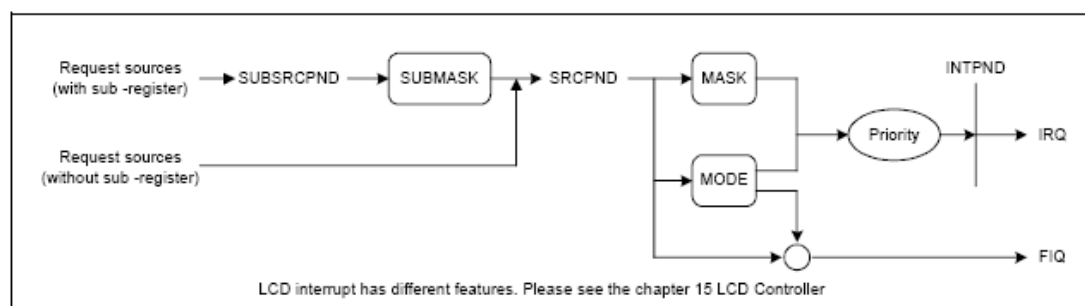 Request sources
(with sub -register)
SUBSRCPND
SUBMASK
SRCPND
MASK
INTPND
Priority
IRQ
Request sources
(without sub -register)
MODE
FIQ
LCD interrupt has different features. Please see the chapter 15 LCD Controller